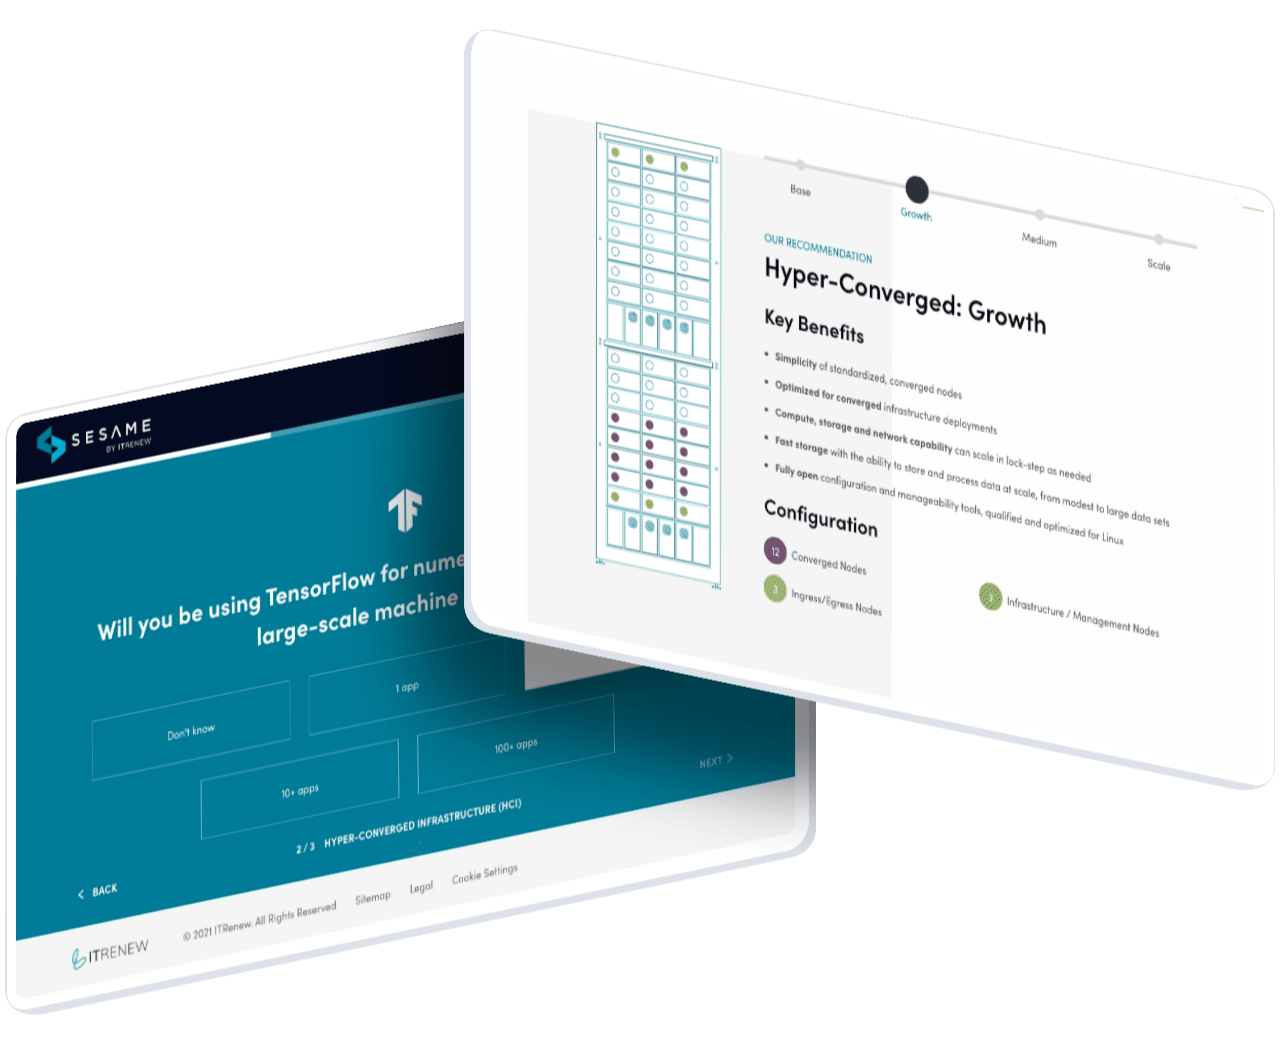 Base
Growth
Medium
Scale
OUR RECOMMENDATION
Hyper-Converged: Growth
Key Benefits
• Simplicity of standardized, converged nodes
• Optimized for converged infrastructure deployments
• Compute, storage and network capability can scale in lock-step as needed
• Fast storage with the ability to store and process data at scale, from modest to large data sets
• Fully open configuration and manageability tools, qualified and optimized for Linux
Configuration
12 Converged Nodes
3 Ingress/Egress Nodes
Infrastructure / Management Nodes
SESAME
BY ITRENEW
Will you be using TensorFlow for nume
large-scale machine
Don't know
1 app
10+ apps
100+ apps
NEXT
2 / 3 HYPER-CONVERGED INFRASTRUCTURE (HCI)
BACK
ITRENEW
© 2021 ITRenew. All Rights Reserved
Sitemap
Legal
Cookie Settings